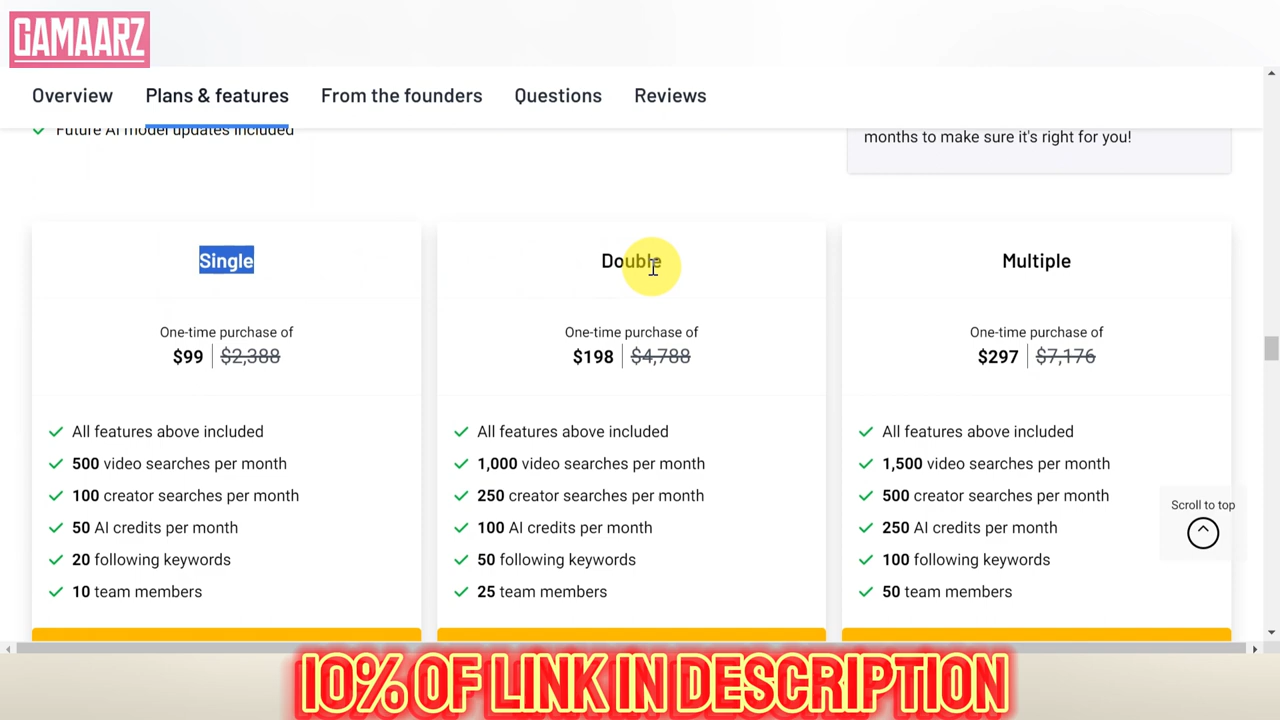 GAMAARZ
Overview Plans & features From the founders Questions Reviews
Future AI model updates included
months to make sure it's right for you!
Single
One-time purchase of
$99 $2,388
All features above included
500 video searches per month
100 creator searches per month
50 AI credits per month
20 following keywords
10 team members
Double
One-time purchase of
$198 $4,788
All features above included
1,000 video searches per month
250 creator searches per month
100 AI credits per month
50 following keywords
25 team members
Multiple
One-time purchase of
$297 $7,176
All features above included
1,500 video searches per month
500 creator searches per month
250 AI credits per month
100 following keywords
50 team members
Scroll to top
10% OF LINK IN DESCRIPTION